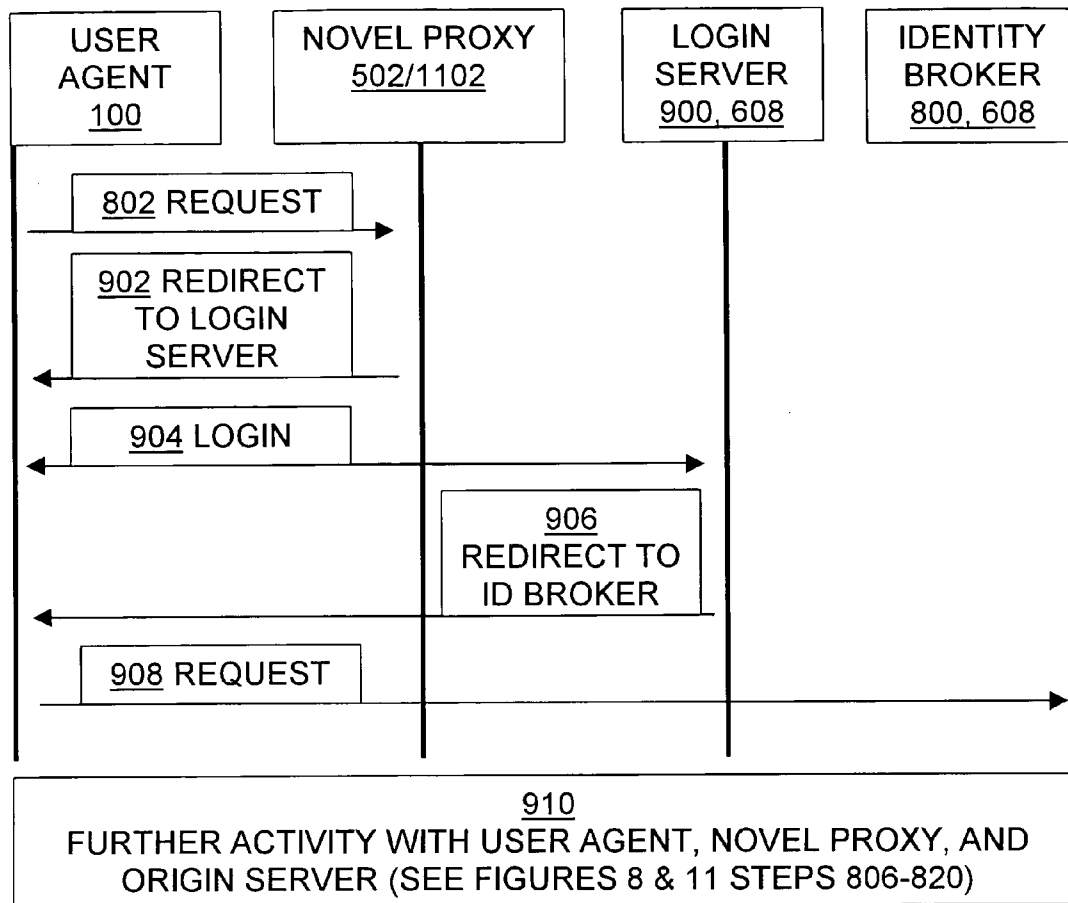 USER
AGENT
100
NOVEL PROXY
502/1102
LOGIN
SERVER
900, 608
IDENTITY
BROKER
800, 608
802 REQUEST
902 REDIRECT
TO LOGIN
SERVER
904 LOGIN
906
REDIRECT TO
ID BROKER
908 REQUEST
910
FURTHER ACTIVITY WITH USER AGENT, NOVEL PROXY, AND
ORIGIN SERVER (SEE FIGURES 8 & 11 STEPS 806-820)